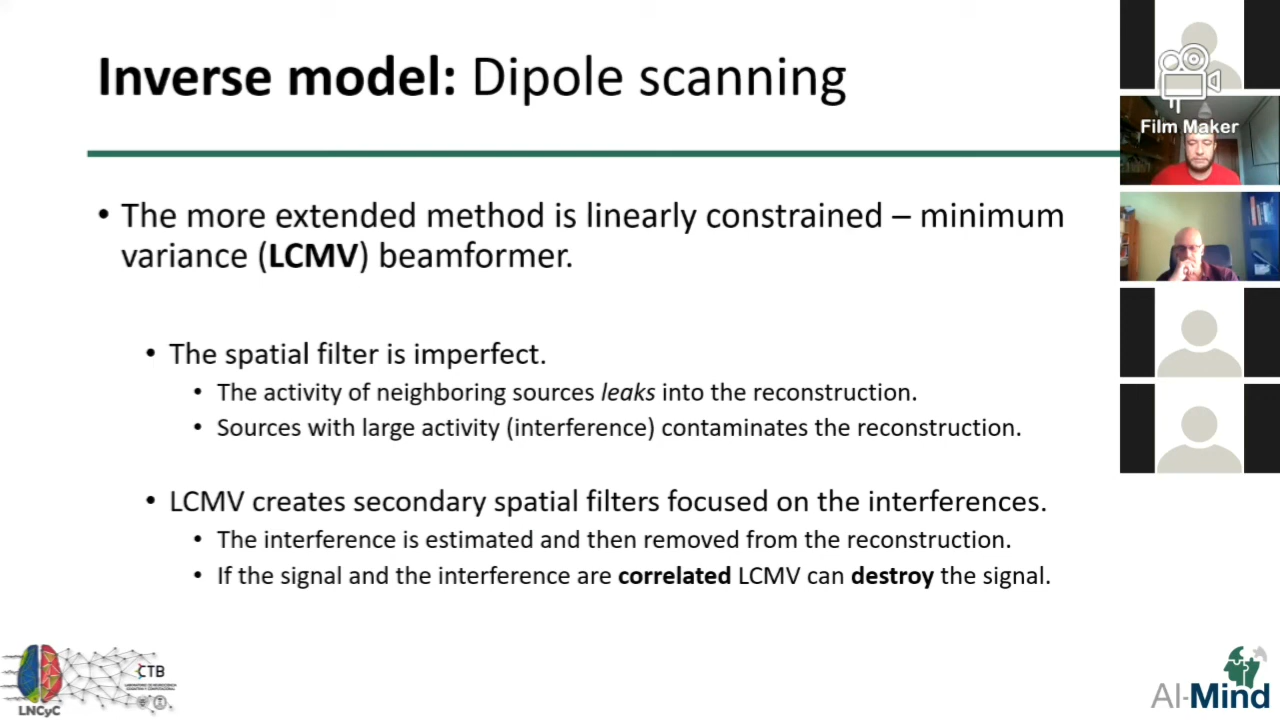 Inverse model: Dipole scanning
• The more extended method is linearly constrained – minimum
variance (LCMV) beamformer.
• The spatial filter is imperfect.
• The activity of neighboring sources leaks into the reconstruction.
• Sources with large activity (interference) contaminates the reconstruction.
• LCMV creates secondary spatial filters focused on the interferences.
• The interference is estimated and then removed from the reconstruction.
• If the signal and the interference are correlated LCMV can destroy the signal.
Film Maker
CTB
LNCyC
AI-Mind